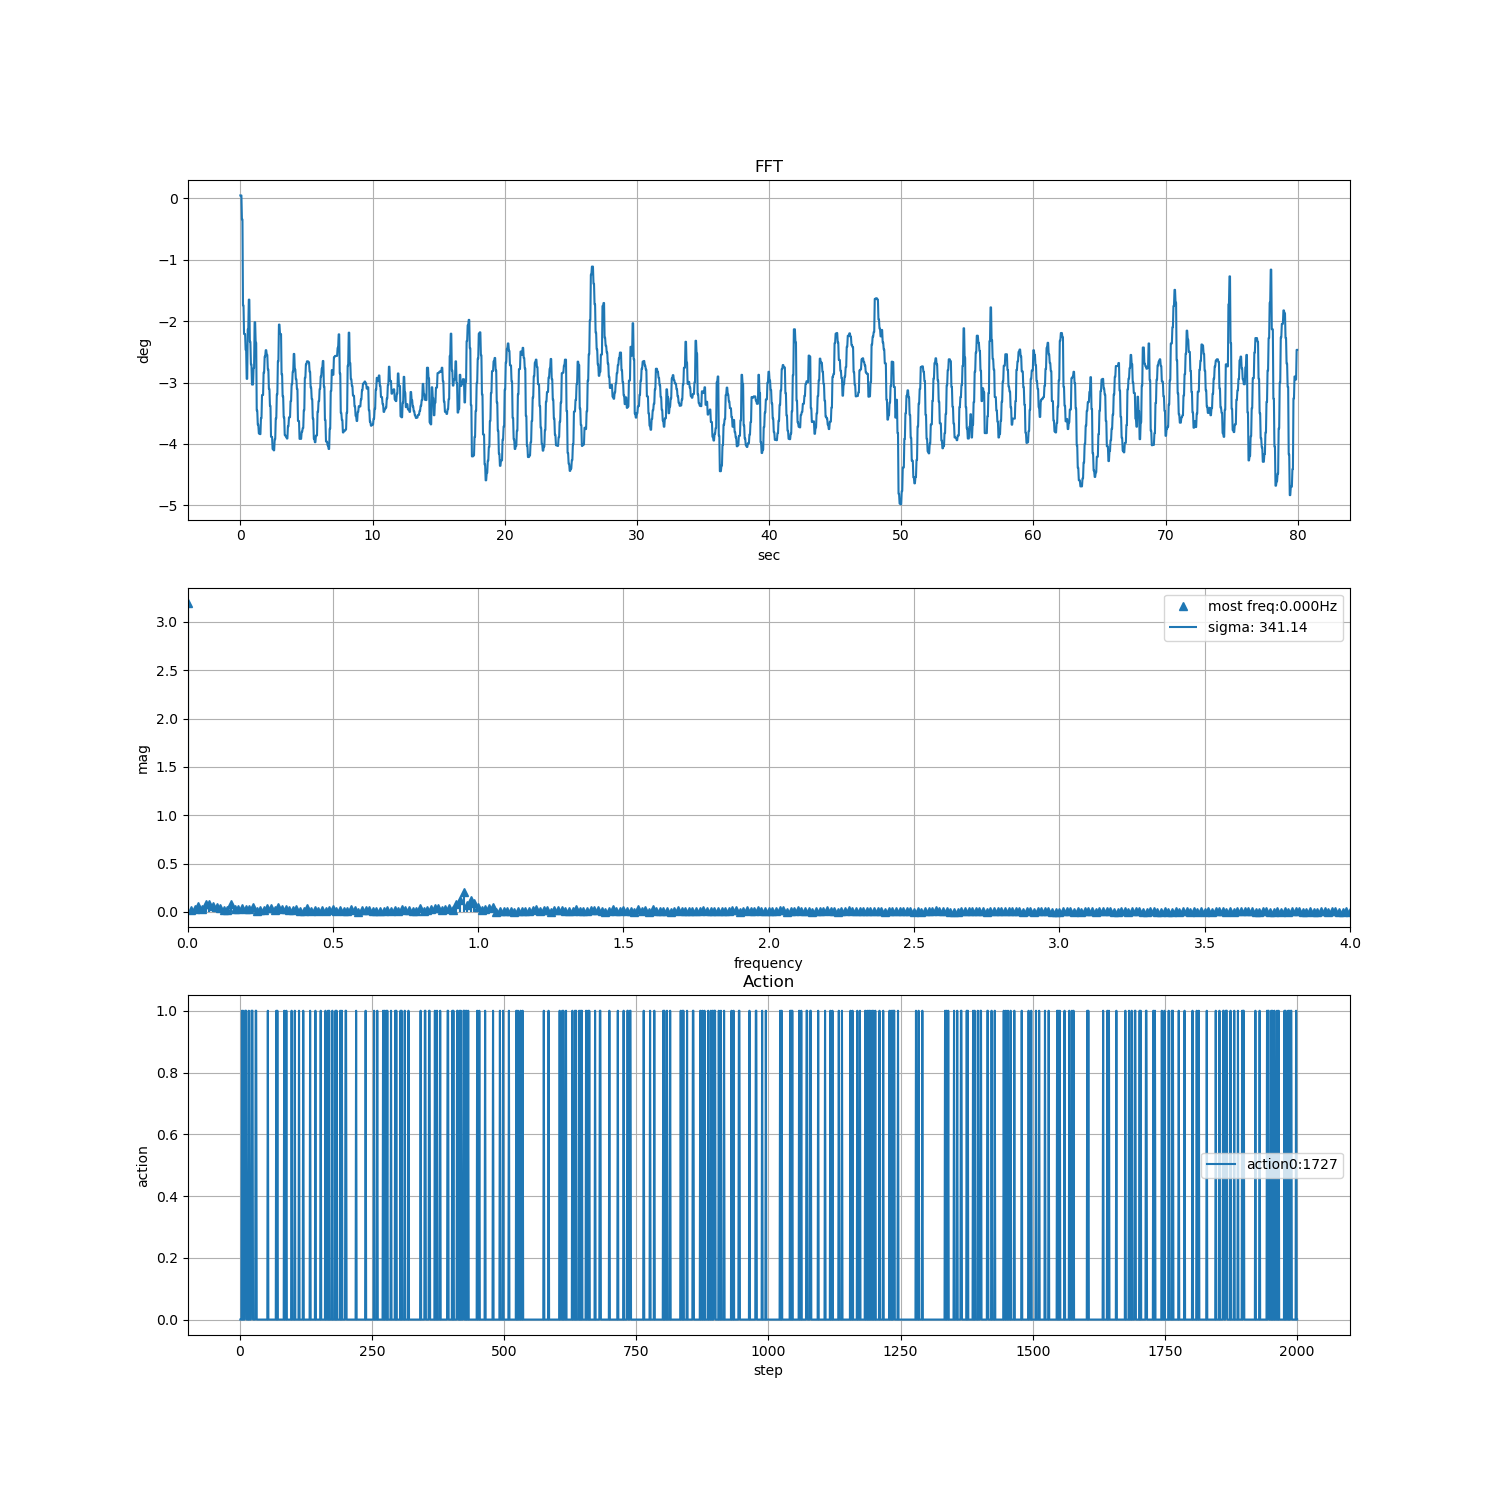 FFT
0
−1
−2
−3
−4
−5
deg
0 10 20 30 40 50 60 70 80
sec
most freq:0.000Hz
sigma: 341.14
3.0
2.5
2.0
1.5
1.0
0.5
0.0
mag
0.0 0.5 1.0 1.5 2.0 2.5 3.0 3.5 4.0
frequency
Action
1.0
0.8
0.6
0.4
0.2
0.0
action
action0:1727
0 250 500 750 1000 1250 1500 1750 2000
step